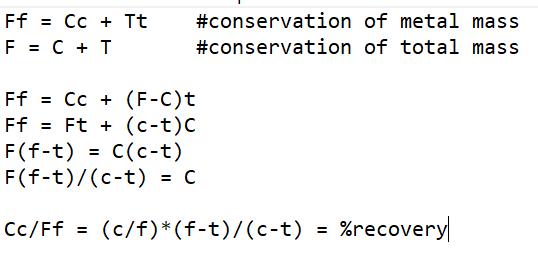 Ff = Cc + Tt    #conservation of metal mass
F = C + T       #conservation of total mass
Ff = Cc + (F-C)t
Ff = Ft + (c-t)C
F(f-t) = C(c-t)
F(f-t)/(c-t) = C
Cc/Ff = (c/f)*(f-t)/(c-t) = %recovery